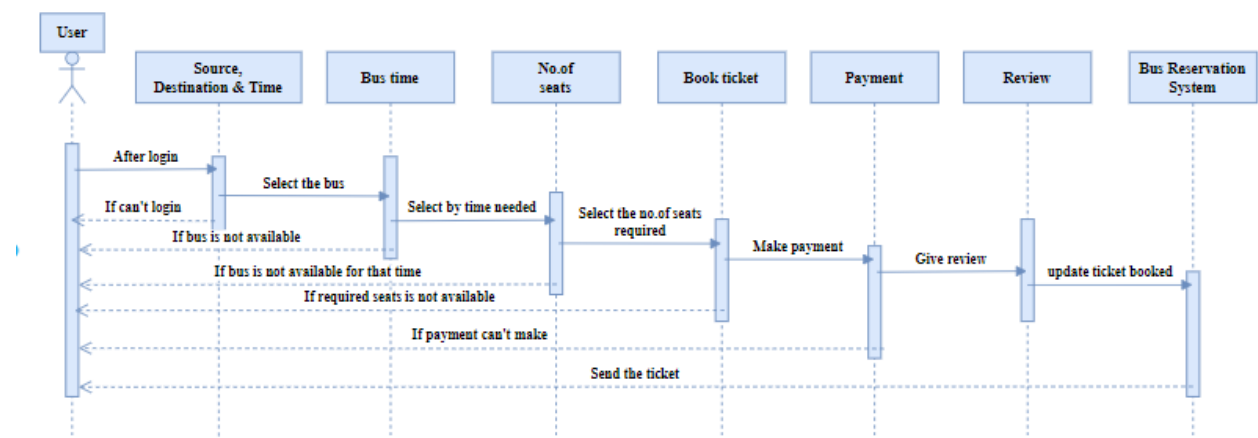 User
Source,
Destination & Time
Bus time
No.of
seats
Book ticket
Payment
Review
Bus Reservation
System
After login
Select the bus
If can't login
Select by time needed
Select the no.of seats
required
If bus is not available
Make payment
Give review
If bus is not available for that time
update ticket booked
If required seats is not available
If payment can't make
Send the ticket